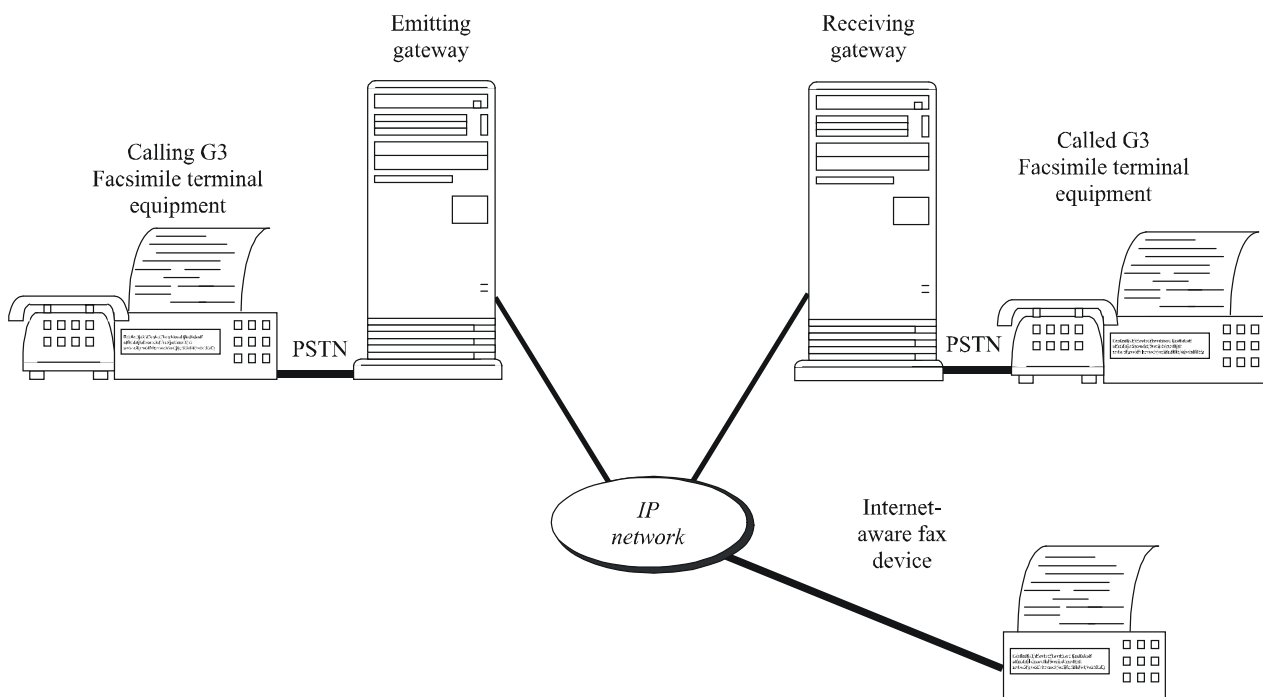 Emitting
gateway
Receiving
gateway
Calling G3
Facsimile terminal
equipment
Called G3
Facsimile terminal
equipment
PSTN
PSTN
IP
network
Internet-
aware fax
device